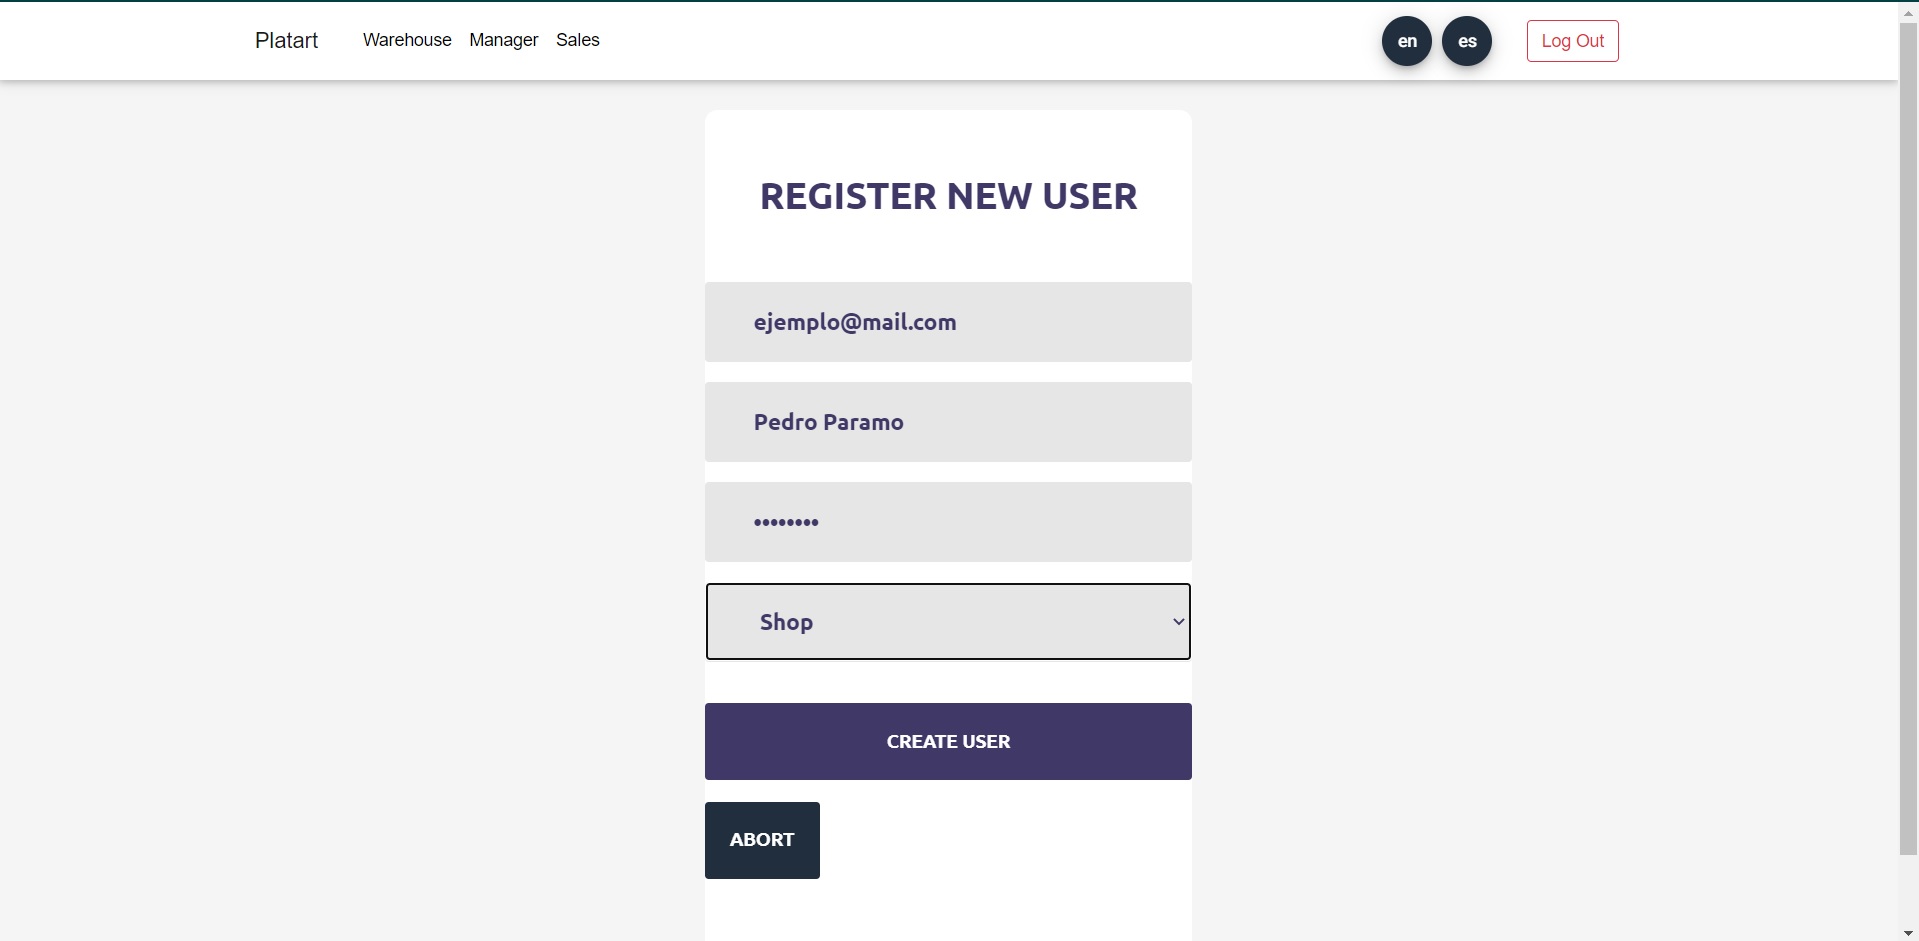 Platart Warehouse Manager Sales en es Log Out
REGISTER NEW USER
ejemplo@mail.com
Pedro Paramo
••••••••
Shop
CREATE USER
ABORT